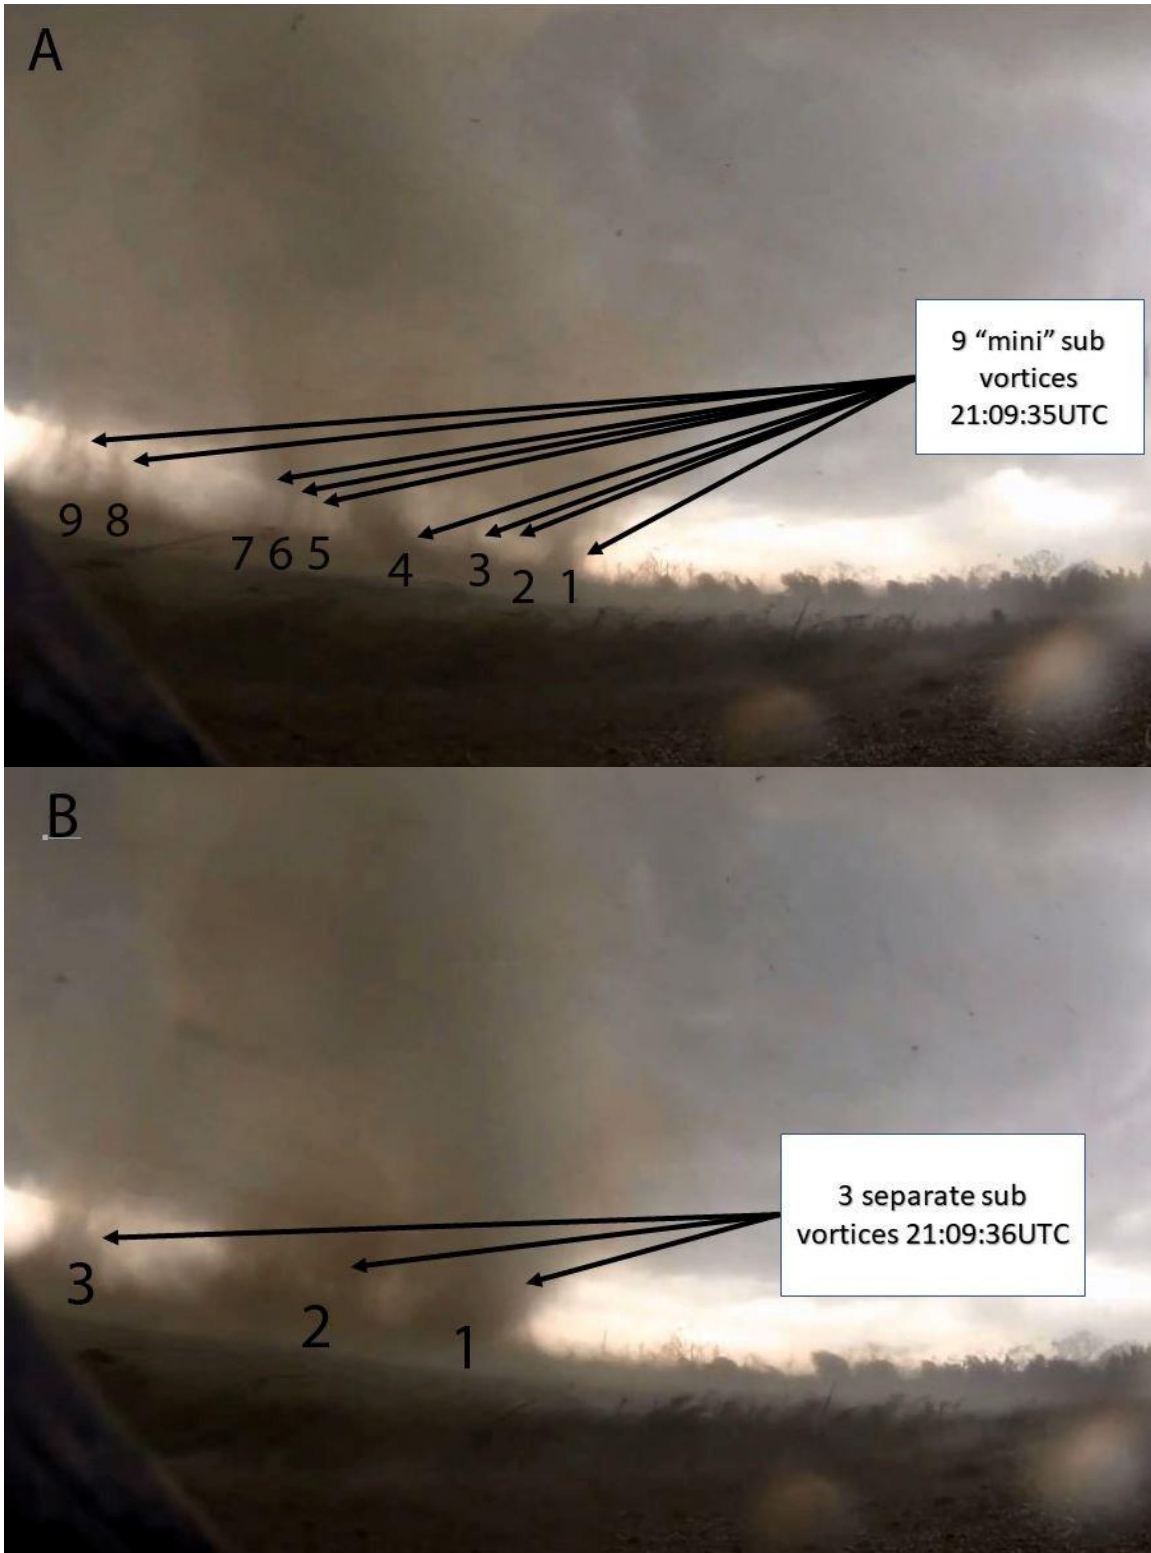 A
9 “mini” sub
vortices
21:09:35UTC
9 8
7 6 5
4 3 2 1
B
3 separate sub
vortices 21:09:36UTC
3
2
1